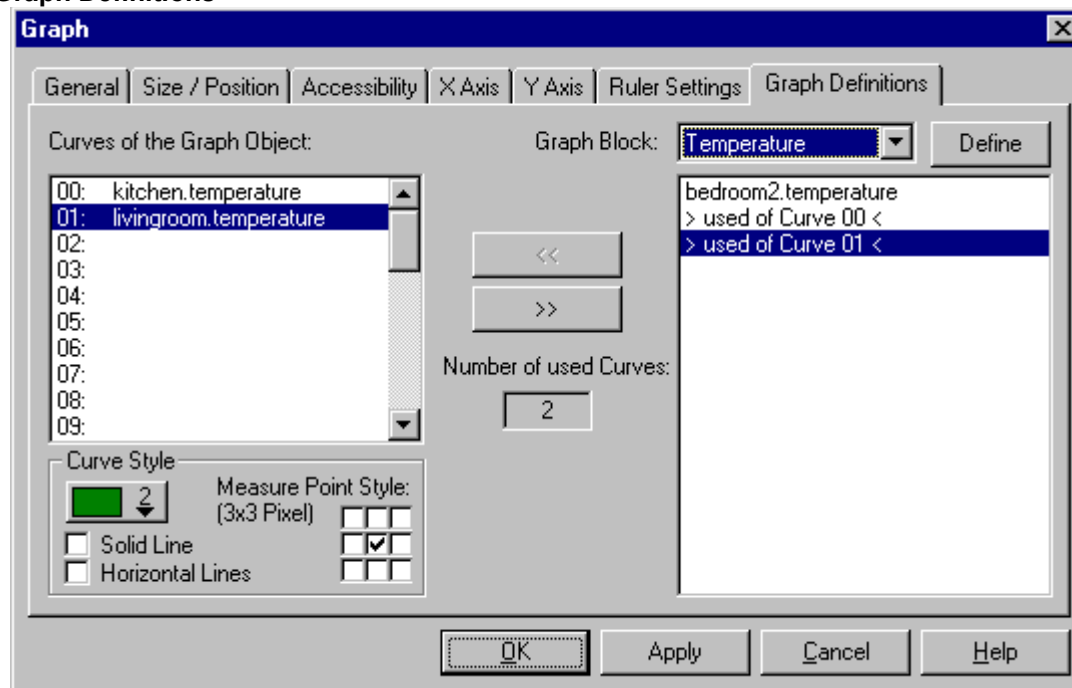 Graph Definitions
Graph
General
Size / Position
Accessibility
X Axis
Y Axis
Ruler Settings
Graph Definitions
Curves of the Graph Object:
Graph Block:
Temperature
Define
00: kitchen.temperature
01: livingroom.temperature
02:
03:
04:
05:
06:
07:
08:
09:
<<
>>
Number of used Curves:
2
bedroom2.temperature
> used of Curve 00 <
> used of Curve 01 <
Curve Style
2
Measure Point Style:
(3x3 Pixel)
Solid Line
Horizontal Lines
OK
Apply
Cancel
Help